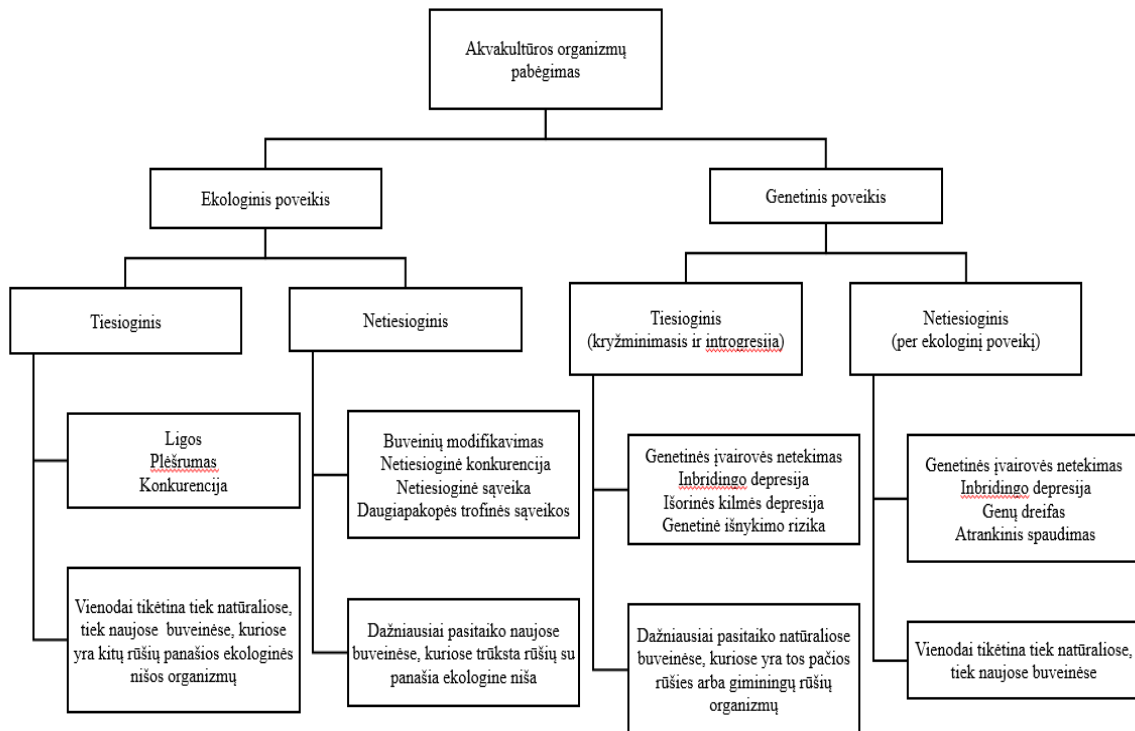 Akvakultūros organizmų
pabėgimas
Ekologinis poveikis
Genetinis poveikis
Tiesioginis
Netiesioginis
Tiesioginis
(kryžminimasis ir introgresija)
Netiesioginis
(per ekologinį poveikį)
Ligos
Plėšrumas
Konkurencija
Buveinių modifikavimas
Netiesioginė konkurencija
Netiesioginė sąveika
Daugiapakopės trofinės sąveikos
Genetinės įvairovės netekimas
Inbridingo depresija
Išorinės kilmės depresija
Genetinė išnykimo rizika
Genetinės įvairovės netekimas
Inbridingo depresija
Genų dreifas
Atrankinis spaudimas
Vienodai tikėtina tiek natūraliose,
tiek naujose buveinėse, kuriose
yra kitų rūšių panašios ekologinės
nišos organizmų
Dažniausiai pasitaiko naujose
buveinėse, kuriose trūksta rūšių su
panašia ekologine niša
Dažniausiai pasitaiko natūraliose
buveinėse, kuriose yra tos pačios
rūšies arba giminingų rūšių
organizmų
Vienodai tikėtina tiek natūraliose,
tiek naujose buveinėse